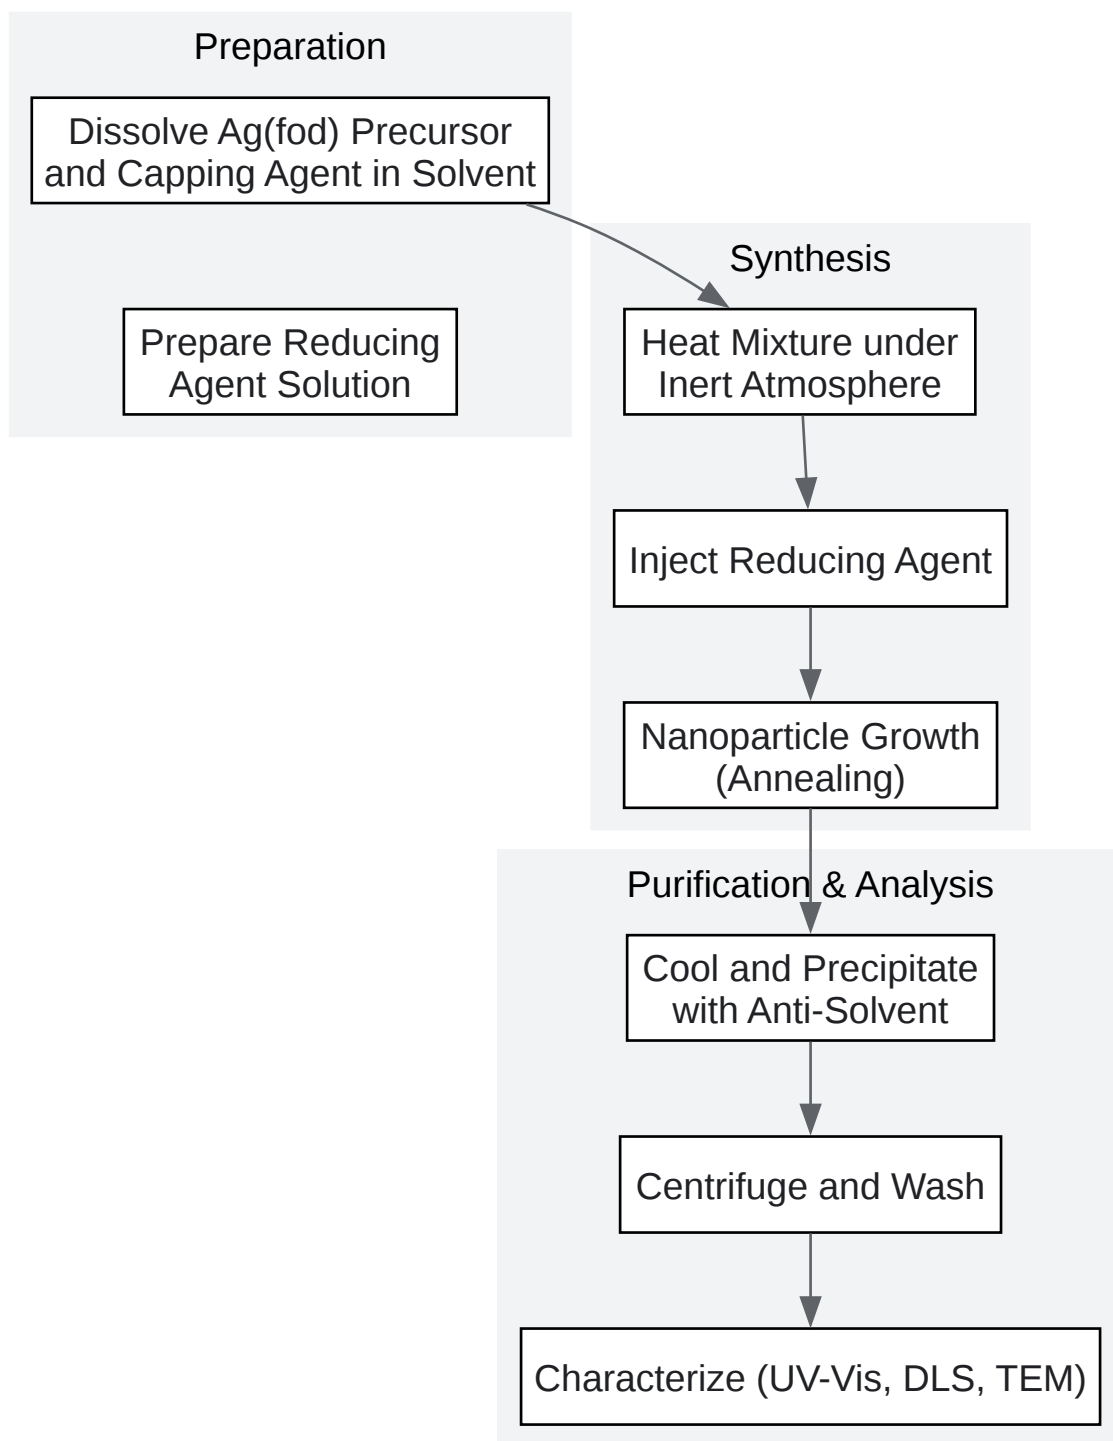 Preparation
Dissolve Ag(fod) Precursor
and Capping Agent in Solvent
Prepare Reducing
Agent Solution
Synthesis
Heat Mixture under
Inert Atmosphere
Inject Reducing Agent
Nanoparticle Growth
(Annealing)
Purification & Analysis
Cool and Precipitate
with Anti-Solvent
Centrifuge and Wash
Characterize (UV-Vis, DLS, TEM)